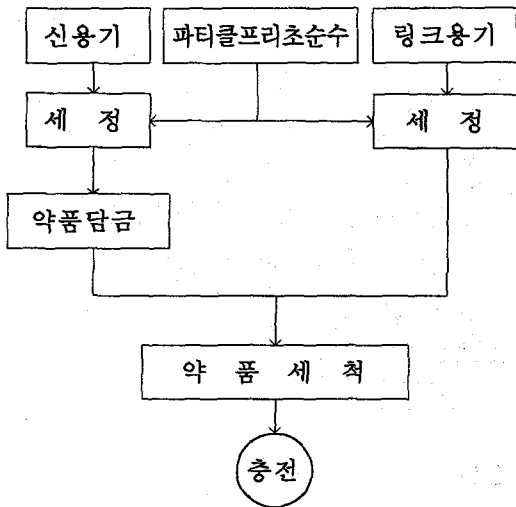 신용기
파티클프리초순수
링크용기
세 정
세 정
약품담금
약 품 세 척
충전